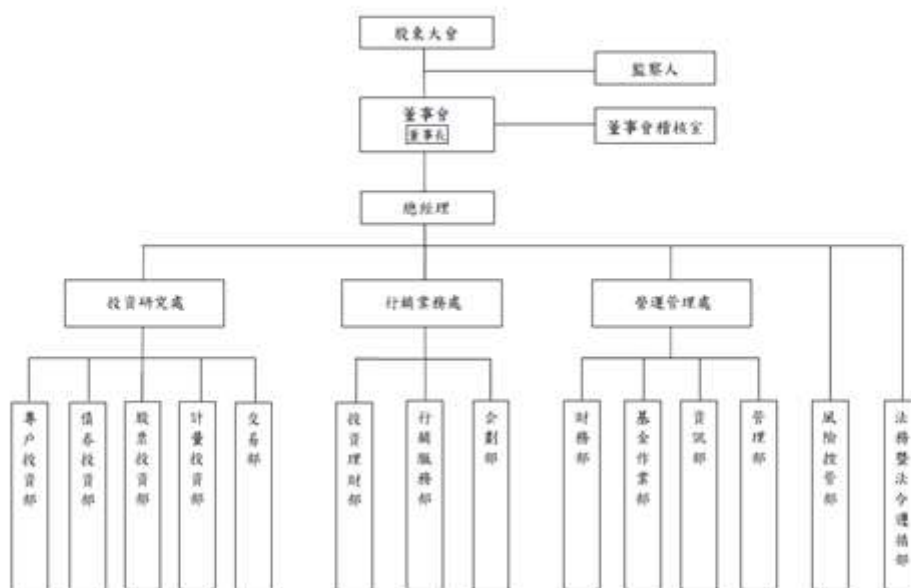 股東大會
監察人
董事會
董事長
董事會稽核室
總經理
投資研究處
行銷業務處
營運管理處
專戶投資部
債券投資部
股票投資部
計量投資部
交易部
投資理財部
行銷服務部
企劃部
財務部
基金作業部
資訊部
管理部
風險控管部
法務暨法令遵循部